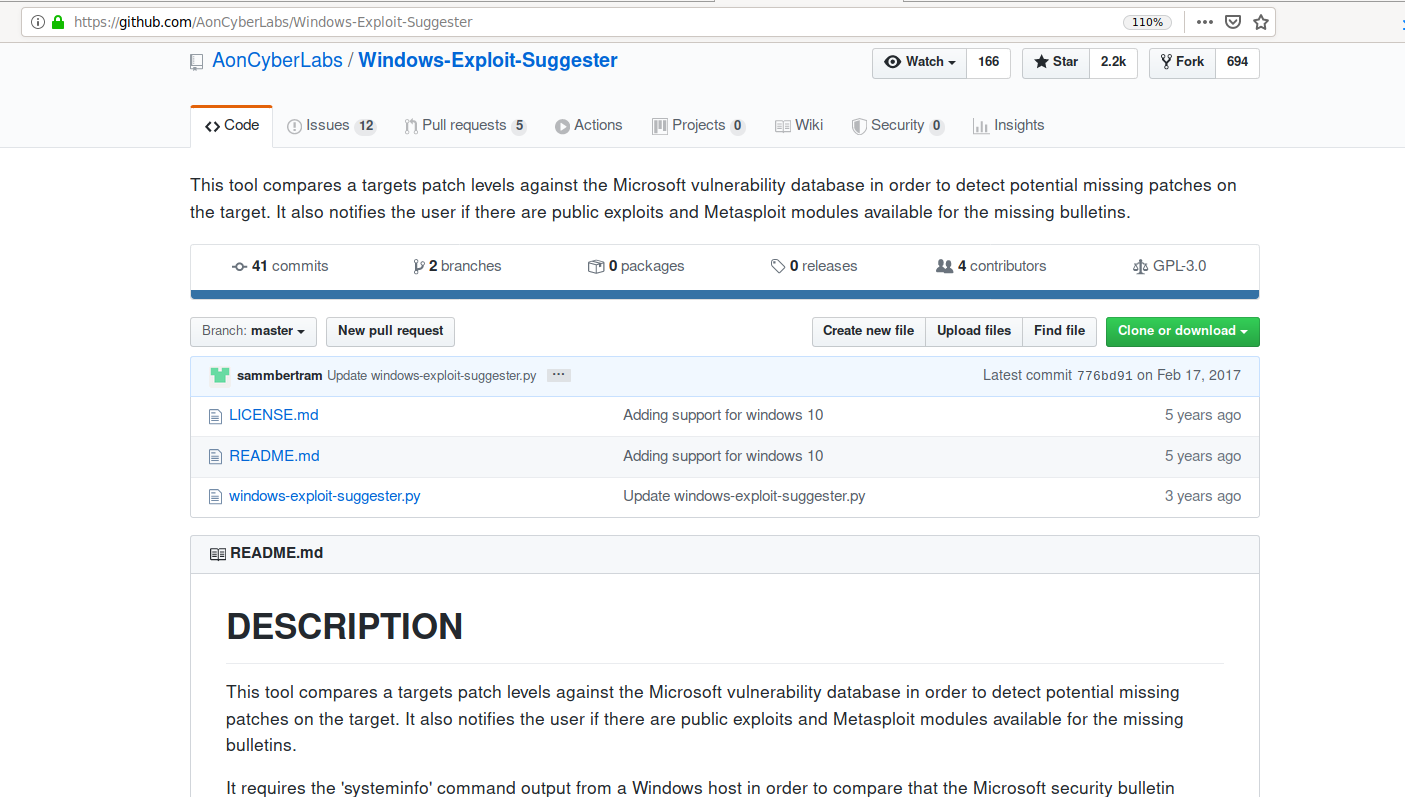 https://github.com/AonCyberLabs/Windows-Exploit-Suggester 110%
AonCyberLabs / Windows-Exploit-Suggester Watch 166 Star 2.2k Fork 694
Code Issues 12 Pull requests 5 Actions Projects 0 Wiki Security 0 Insights
This tool compares a targets patch levels against the Microsoft vulnerability database in order to detect potential missing patches on
the target. It also notifies the user if there are public exploits and Metasploit modules available for the missing bulletins.
41 commits 2 branches 0 packages 0 releases 4 contributors GPL-3.0
Branch: master New pull request Create new file Upload files Find file Clone or download
sammbertram Update windows-exploit-suggester.py ... Latest commit 776bd91 on Feb 17, 2017
LICENSE.md Adding support for windows 10 5 years ago
README.md Adding support for windows 10 5 years ago
windows-exploit-suggester.py Update windows-exploit-suggester.py 3 years ago
README.md
DESCRIPTION
This tool compares a targets patch levels against the Microsoft vulnerability database in order to detect potential missing
patches on the target. It also notifies the user if there are public exploits and Metasploit modules available for the missing
bulletins.
It requires the 'systeminfo' command output from a Windows host in order to compare that the Microsoft security bulletin